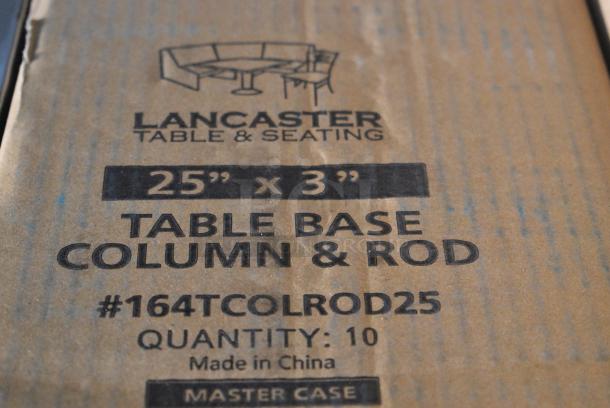 LANCASTER
TABLE & SEATING
25” x 3”
TABLE BASE
COLUMN & ROD
#164TCOLROD25
QUANTITY: 10
Made in China
MASTER CASE